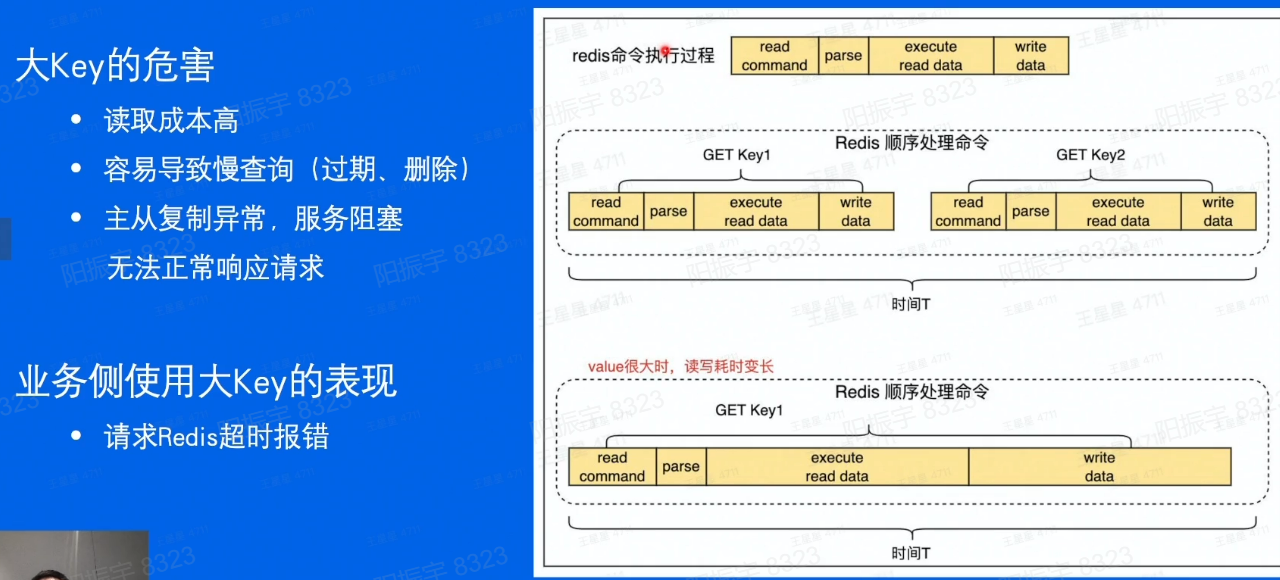 大Key的危害
• 读取成本高
• 容易导致慢查询（过期、删除）
• 主从复制异常，服务阻塞
无法正常响应请求
业务侧使用大Key的表现
• 请求Redis超时报错
redis命令执行过程
read command
parse
execute read data
write data
Redis 顺序处理命令
GET Key1
GET Key2
read command
parse
execute read data
write data
read command
parse
execute read data
write data
时间T
value很大时，读写耗时变长
Redis 顺序处理命令
GET Key1
read command
parse
execute read data
write data
时间T
王星星 4711
阳振宇 8323